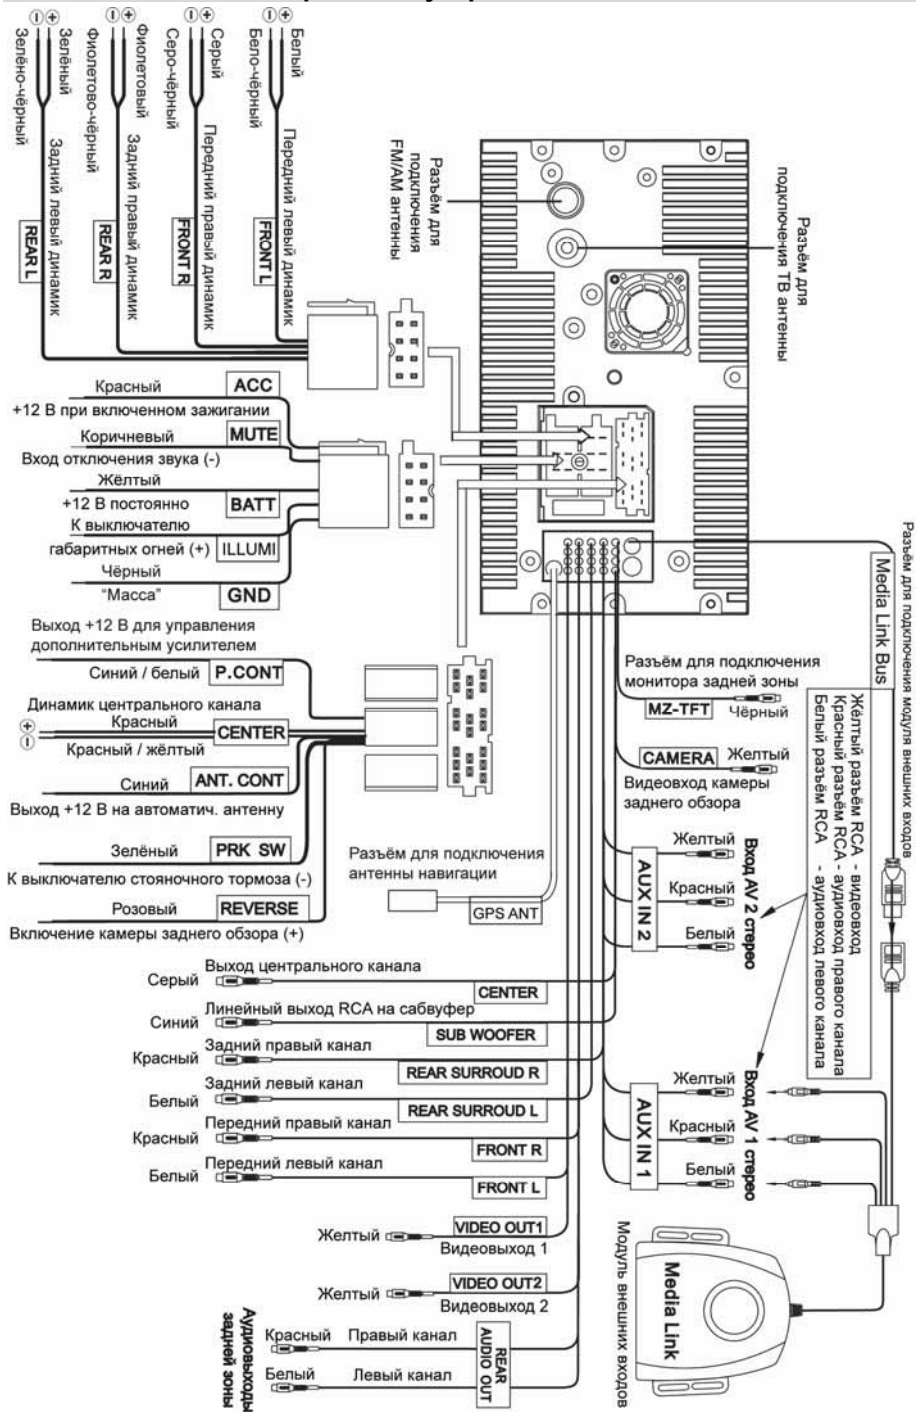 Зелёный
Зелёно-чёрный
Задний левый динамик
REAR L
Фиолетовый
Фиолетово-чёрный
Задний правый динамик
REAR R
Серый
Серо-чёрный
Передний правый динамик
FRONT R
Белый
Бело-чёрный
Передний левый динамик
FRONT L
Разъём для
подключения
FM/AM антенны
Разъём для
подключения ТВ антенны
Красный
ACC
+12 В при включенном зажигании
Коричневый
MUTE
Вход отключения звука (-)
Жёлтый
BATT
+12 В постоянно
К выключателю
габаритных огней (+)
ILLUMI
Чёрный
GND
“Масса”
Выход +12 В для управления
дополнительным усилителем
Синий / белый
P.CONT
Динамик центрального канала
Красный
CENTER
Красный / жёлтый
Синий
ANT. CONT
Выход +12 В на автоматич. антенну
Зелёный
PRK SW
К выключателю стояночного тормоза (-)
Розовый
REVERSE
Включение камеры заднего обзора (+)
Разъём для подключения модуля внешних входов
Media Link Bus
Разъём для подключения
монитора задней зоны
MZ-TFT
Чёрный
CAMERA
Желтый
Видеовход камеры
заднего обзора
Жёлтый разъём RCA - видеовход
Красный разъём RCA - аудиовход правого канала
Белый разъём RCA - аудиовход левого канала
Разъём для подключения
антенны навигации
GPS ANT
AUX IN 2
Желтый
Красный
Белый
Вход AV 2 стерео
Серый
Выход центрального канала
CENTER
Синий
Линейный выход RCA на сабвуфер
SUB WOOFER
Красный
Задний правый канал
REAR SURROUD R
Белый
Задний левый канал
REAR SURROUD L
Красный
Передний правый канал
FRONT R
Белый
Передний левый канал
FRONT L
AUX IN 1
Желтый
Красный
Белый
Вход AV 1 стерео
Желтый
VIDEO OUT1
Видеовыход 1
Желтый
VIDEO OUT2
Видеовыход 2
Аудиовыходы
задней зоны
Красный
Правый канал
Белый
Левый канал
REAR
AUDIO OUT
Модуль внешних входов
Media Link